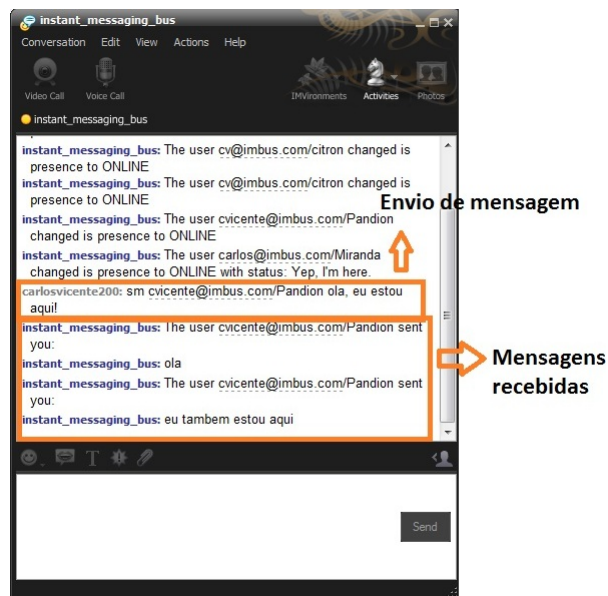 instant_messaging_bus
Conversation Edit View Actions Help
Video Call Voice Call IMVironments Activities Photos
instant_messaging_bus
instant_messaging_bus: The user cv@imbus.com/citron changed is
presence to ONLINE
instant_messaging_bus: The user cv@imbus.com/citron changed is
presence to ONLINE
instant_messaging_bus: The user cvicente@imbus.com/Pandion
changed is presence to ONLINE
Envio de mensagem
instant_messaging_bus: The user carlos@imbus.com/Miranda
changed is presence to ONLINE with status: Yep, I'm here.
carlosvicente200: sm cvicente@imbus.com/Pandion ola, eu estou
aqui!
instant_messaging_bus: The user cvicente@imbus.com/Pandion sent
you:
instant_messaging_bus: ola
instant_messaging_bus: The user cvicente@imbus.com/Pandion sent
you:
instant_messaging_bus: eu tambem estou aqui
Mensagens
recebidas
T
Send